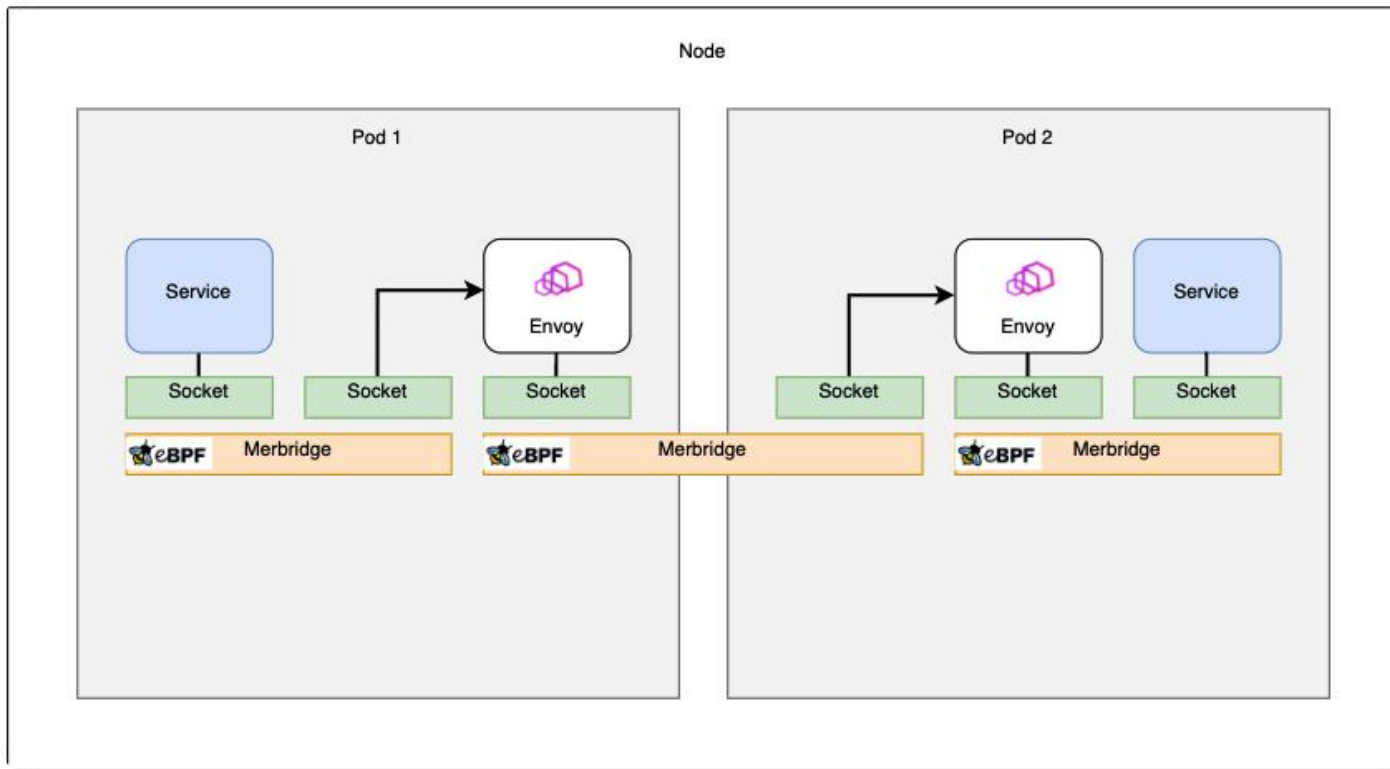 Node
Pod 1
Pod 2
Service
Envoy
Envoy
Service
Socket
Socket
Socket
Socket
Socket
Socket
eBPF Merbridge
eBPF Merbridge
eBPF Merbridge